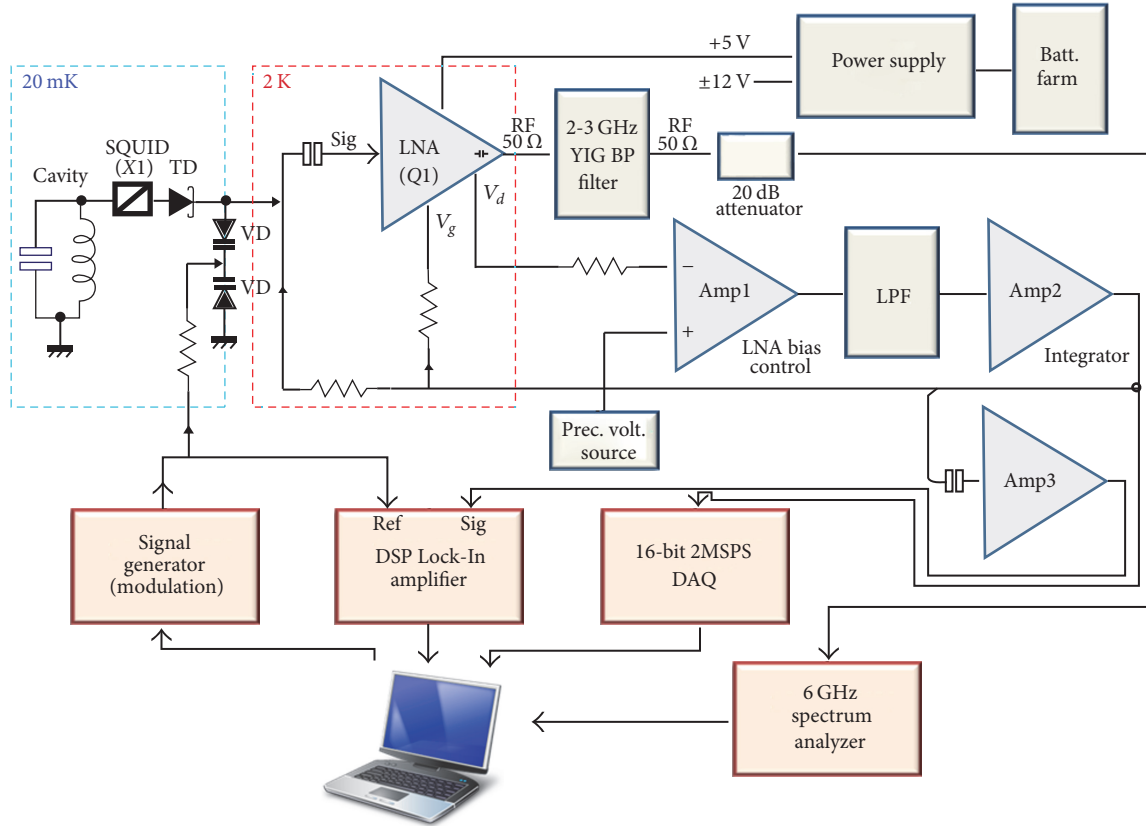 +5 V
±12 V
Power supply
Batt.
farm
20 mK
2 K
SQUID
(X1)
TD
Cavity
VD
VD
Sig
LNA
(Q1)
RF
50 Ω
2-3 GHz
YIG BP
filter
RF
50 Ω
20 dB
attenuator
Vd
Vg
−
+
Amp1
LNA bias
control
LPF
Amp2
Integrator
Prec. volt.
source
Amp3
Signal
generator
(modulation)
Ref
Sig
DSP Lock-In
amplifier
16-bit 2MSPS
DAQ
6 GHz
spectrum
analyzer